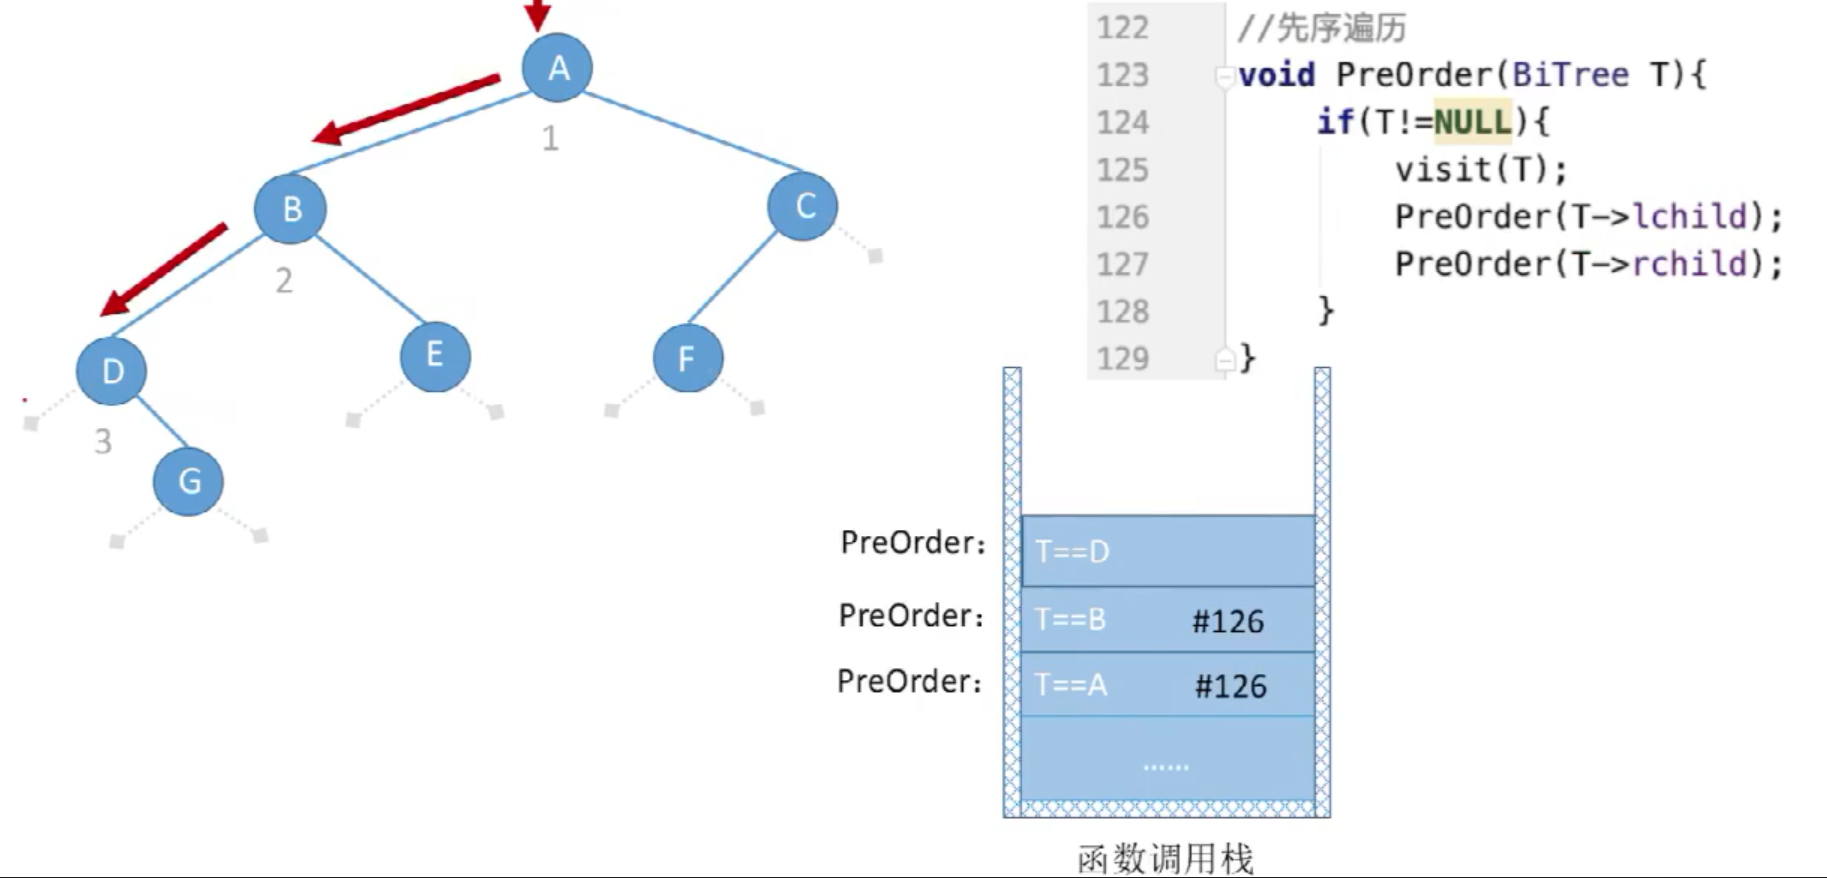 A
1
B
C
2
D
E
F
3
G
122 //先序遍历
123 void PreOrder(BiTree T){
124 if(T!=NULL){
125 visit(T);
126 PreOrder(T->lchild);
127 PreOrder(T->rchild);
128 }
129 }
PreOrder: T==D
PreOrder: T==B #126
PreOrder: T==A #126
……
函数调用栈